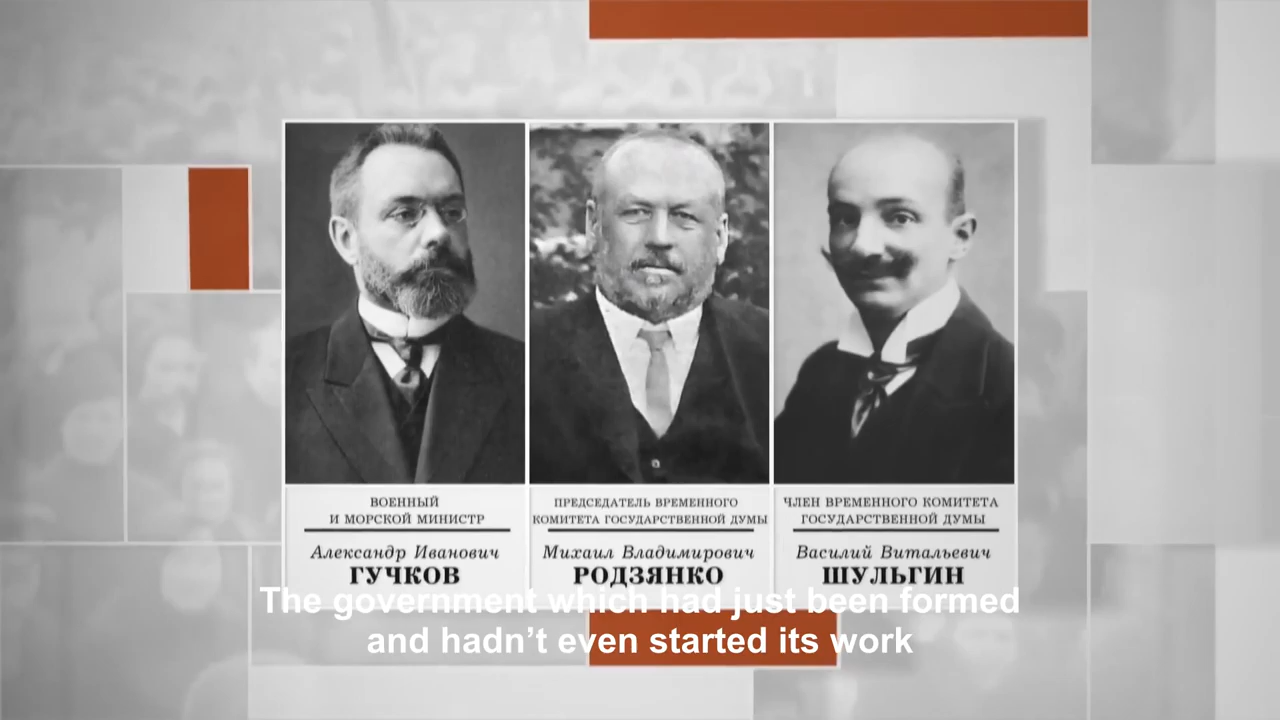 ВОЕННЫЙ
И МОРСКОЙ МИНИСТР
Александр Иванович
ГУЧКОВ
ПРЕДСЕДАТЕЛЬ ВРЕМЕННОГО
КОМИТЕТА ГОСУДАРСТВЕННОЙ ДУМЫ
Михаил Владимирович
РОДЗЯНКО
ЧЛЕН ВРЕМЕННОГО КОМИТЕТА
ГОСУДАРСТВЕННОЙ ДУМЫ
Василий Витальевич
ШУЛЬГИН
The government which had just been formed
and hadn’t even started its work